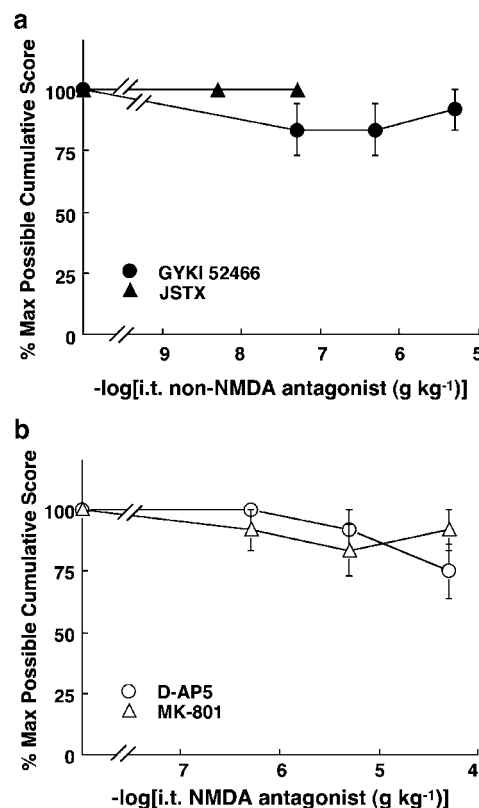 a
% Max Possible Cumulative Score
100
75
50
25
0
GYKI 52466
JSTX
9 8 7 6 5
-log[i.t. non-NMDA antagonist (g kg-1)]
b
% Max Possible Cumulative Score
100
75
50
25
0
D-AP5
MK-801
7 6 5 4
-log[i.t. NMDA antagonist (g kg-1)]